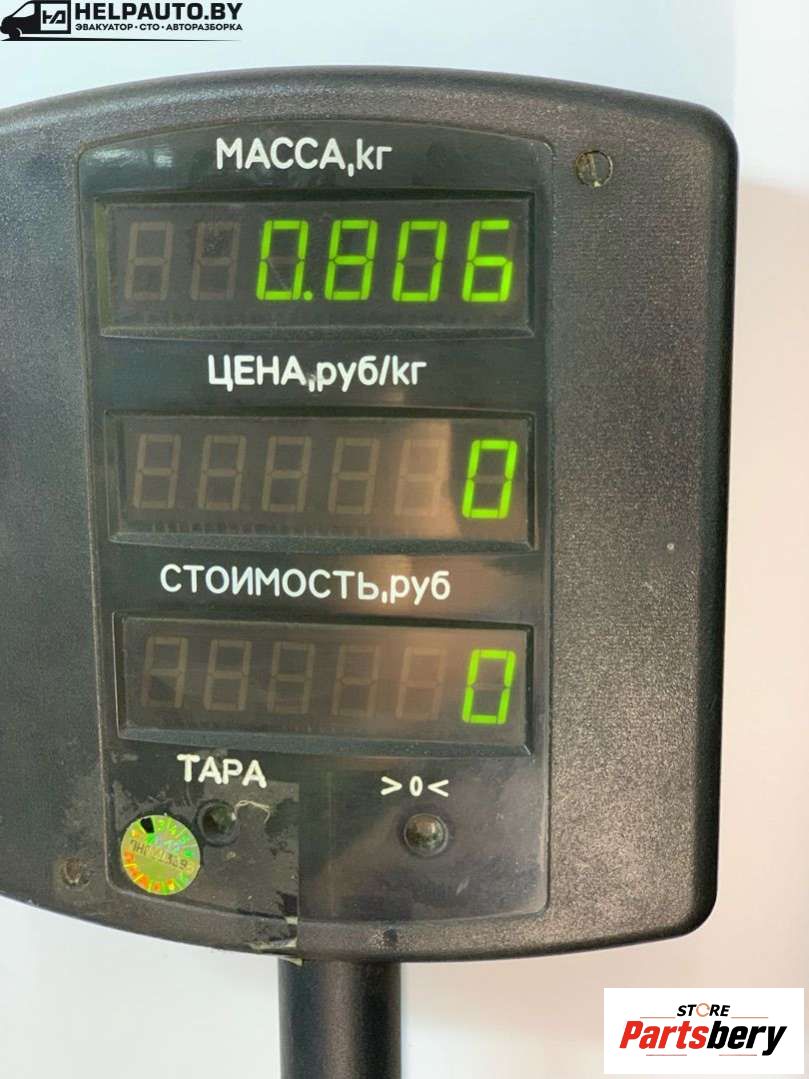 HELPAUTO.BY
ЭВАКУАТОР • СТО • АВТОРАЗБОРКА
МАССА,кг
0.806
ЦЕНА,руб/кг
0
СТОИМОСТЬ,руб
0
ТАРА
>0<
STORE
Partsbery